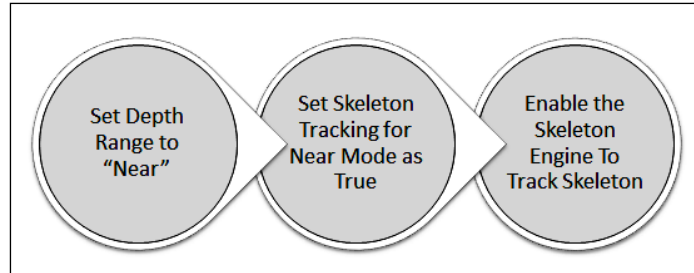 Set Depth
Range to
“Near”
Set Skeleton
Tracking for
Near Mode as
True
Enable the
Skeleton
Engine To
Track Skeleton